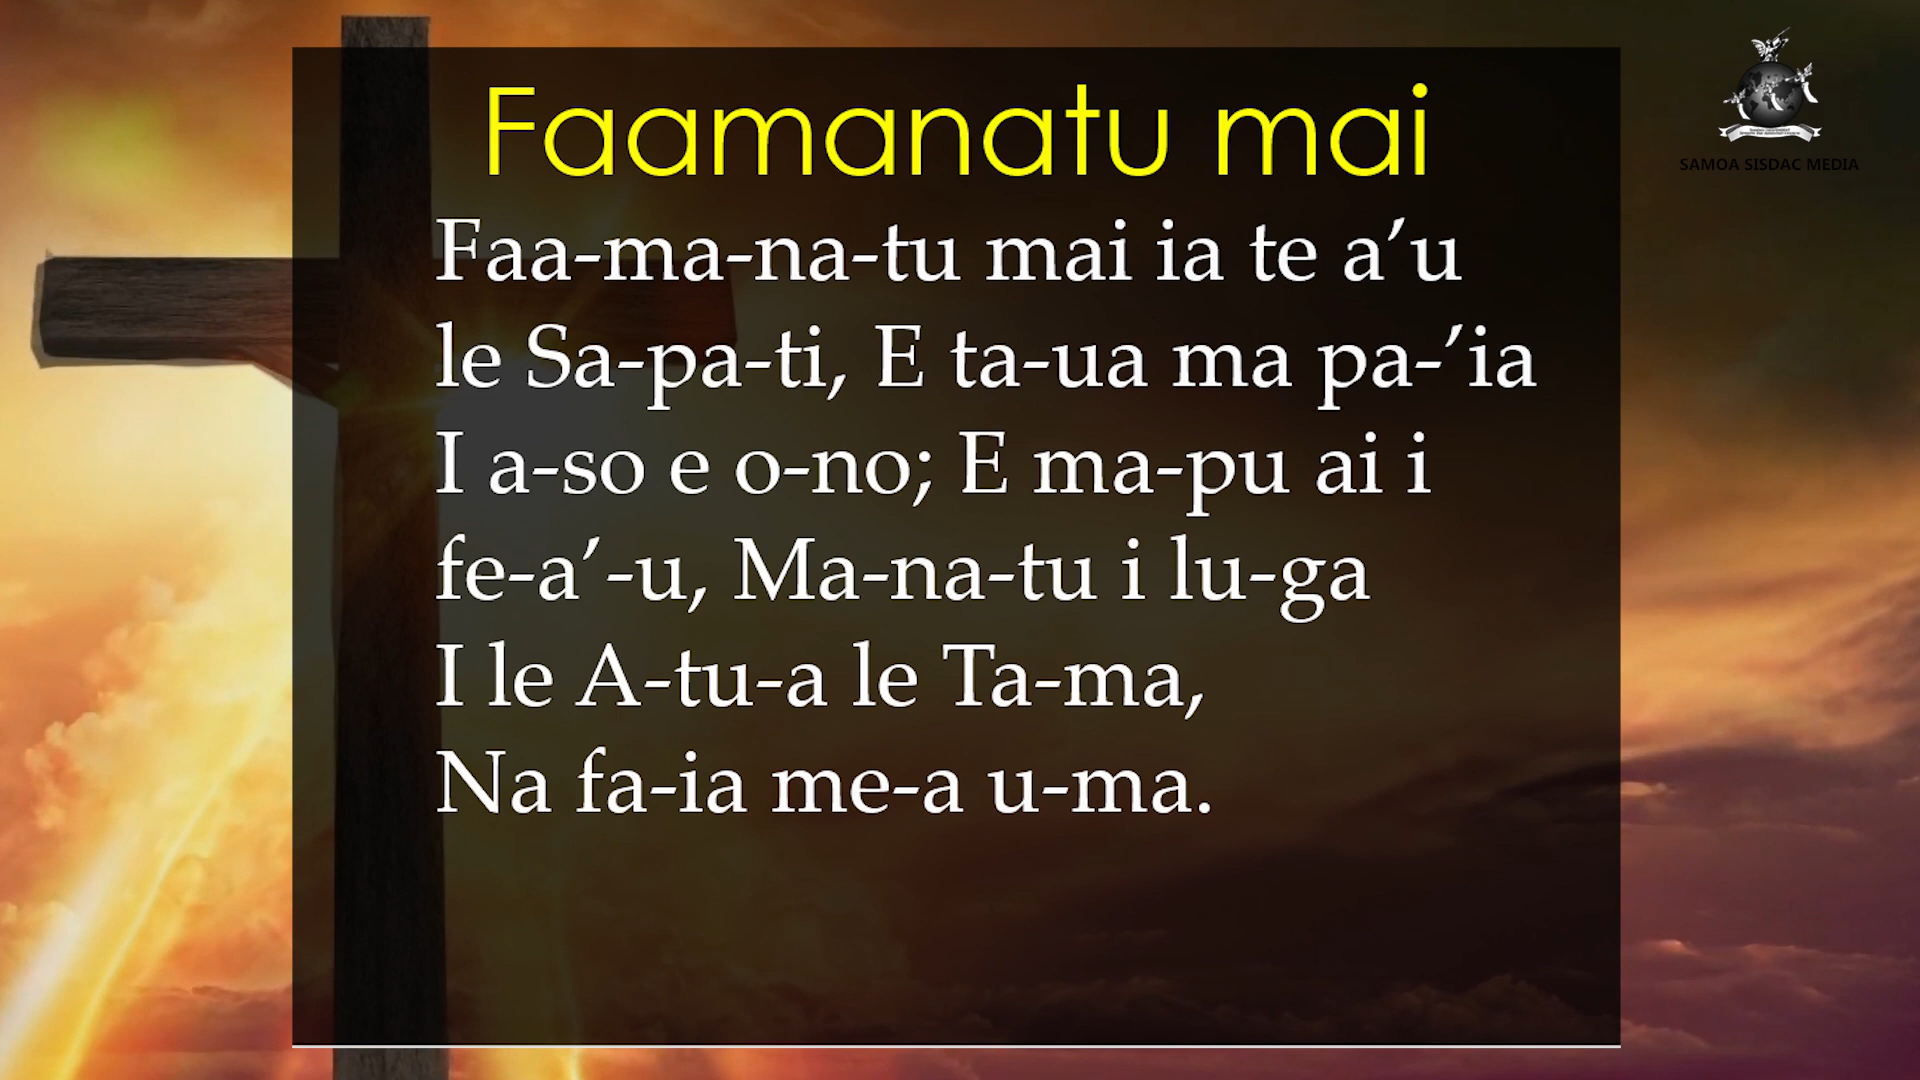 Faamanatu mai
SAMOA SISDAC MEDIA
Faa-ma-na-tu mai ia te a’u
le Sa-pa-ti, E ta-ua ma pa-’ia
I a-so e o-no; E ma-pu ai i
fe-a’-u, Ma-na-tu i lu-ga
I le A-tu-a le Ta-ma,
Na fa-ia me-a u-ma.